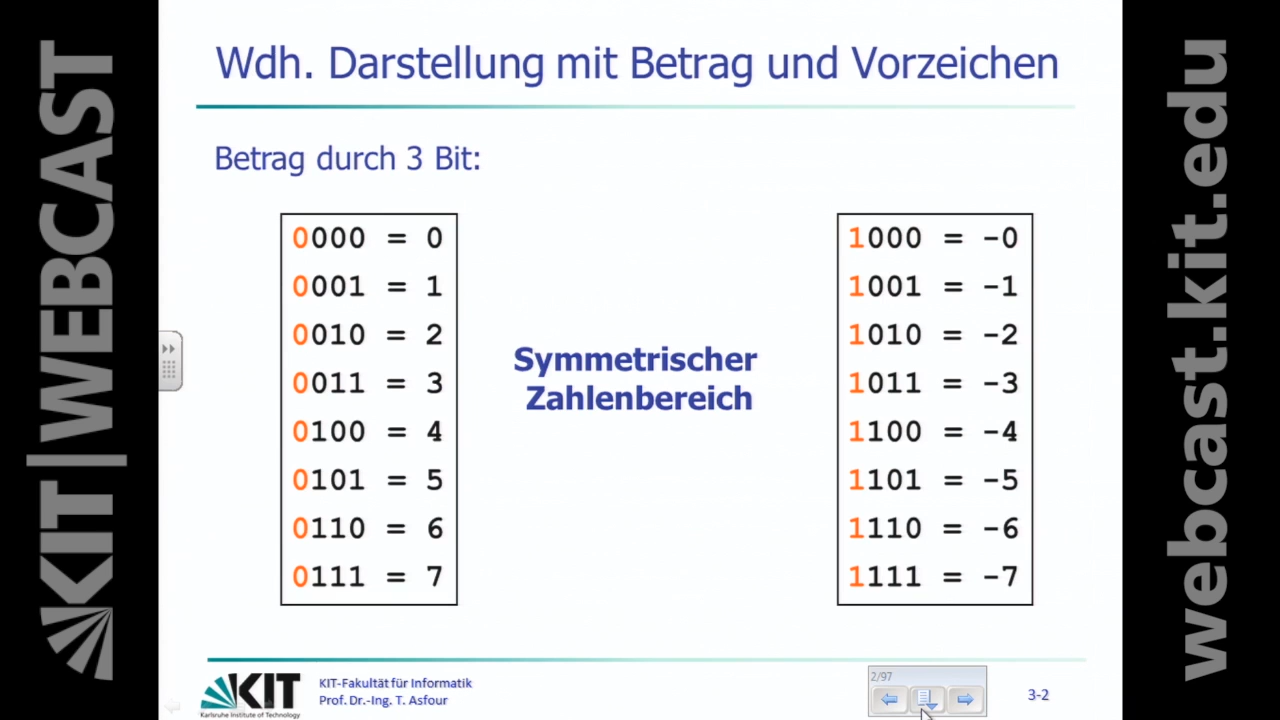 KIT|WEBCAST
Wdh. Darstellung mit Betrag und Vorzeichen
Betrag durch 3 Bit:
0000 = 0
0001 = 1
0010 = 2
0011 = 3
0100 = 4
0101 = 5
0110 = 6
0111 = 7
Symmetrischer
Zahlenbereich
1000 = -0
1001 = -1
1010 = -2
1011 = -3
1100 = -4
1101 = -5
1110 = -6
1111 = -7
KIT
Karlsruhe Institute of Technology
KIT-Fakultät für Informatik
Prof. Dr.-Ing. T. Asfour
2/97
3-2
webcast.kit.edu